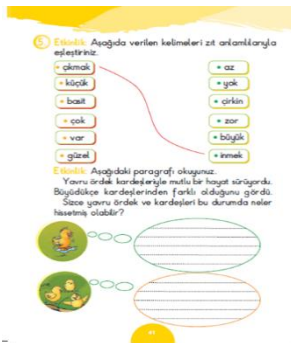 5. Etkinlik Aşağıda verilen kelimeleri zıt anlamlılarıyla
eşleştiriniz.
• çıkmak
• küçük
• basit
• çok
• var
• güzel
• az
• yok
• çirkin
• zor
• büyük
• inmek
Etkinlik Aşağıdaki paragrafı okuyunuz.
Yavru ördek kardeşleriyle mutlu bir hayat sürüyordu.
Büyüdükçe kardeşlerinden farklı olduğunu gördü.
Sizce yavru ördek ve kardeşleri bu durumda neler
hissetmiş olabilir?